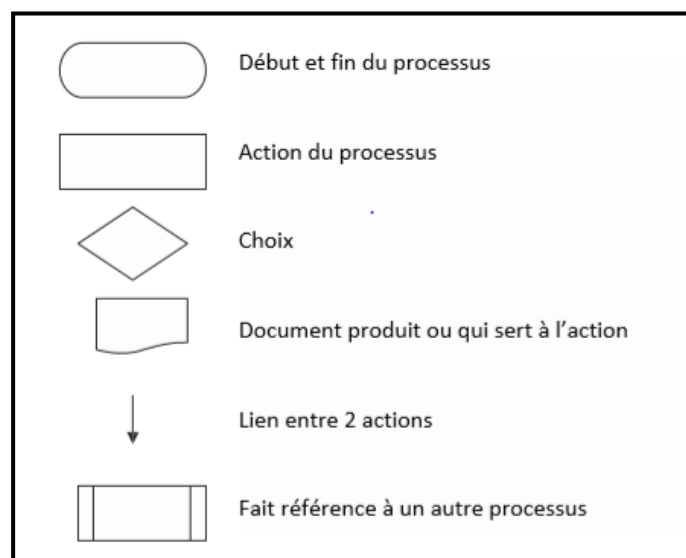 Début et fin du processus
Action du processus
Choix
Document produit ou qui sert à l’action
Lien entre 2 actions
Fait référence à un autre processus